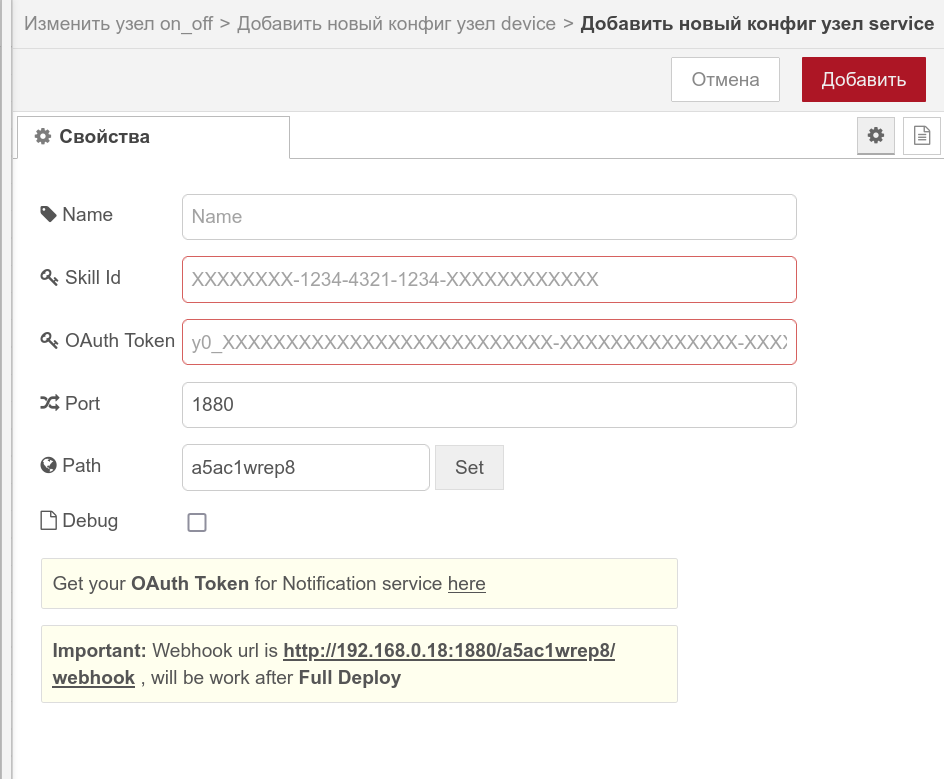 Изменить узел on_off > Добавить новый конфиг узел device > Добавить новый конфиг узел service
Отмена Добавить
Свойства
Name Name
Skill Id XXXXXXXX-1234-4321-1234-XXXXXXXXXXXX
OAuth Token y0_XXXXXXXXXXXXXXXXXXXXXXXXXX-XXXXXXXXXXXXXX-XXXX
Port 1880
Path a5ac1wrep8 Set
Debug
Get your OAuth Token for Notification service here
Important: Webhook url is http://192.168.0.18:1880/a5ac1wrep8/
webhook , will be work after Full Deploy